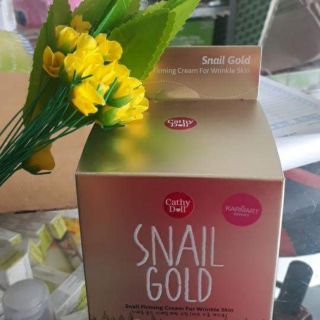 Snail Gold
Firming Cream For Wrinkle Skin
Cathy
Doll
Cathy
Doll
KARMART
SNAIL
GOLD
Snail Firming Cream For Wrinkle Skin